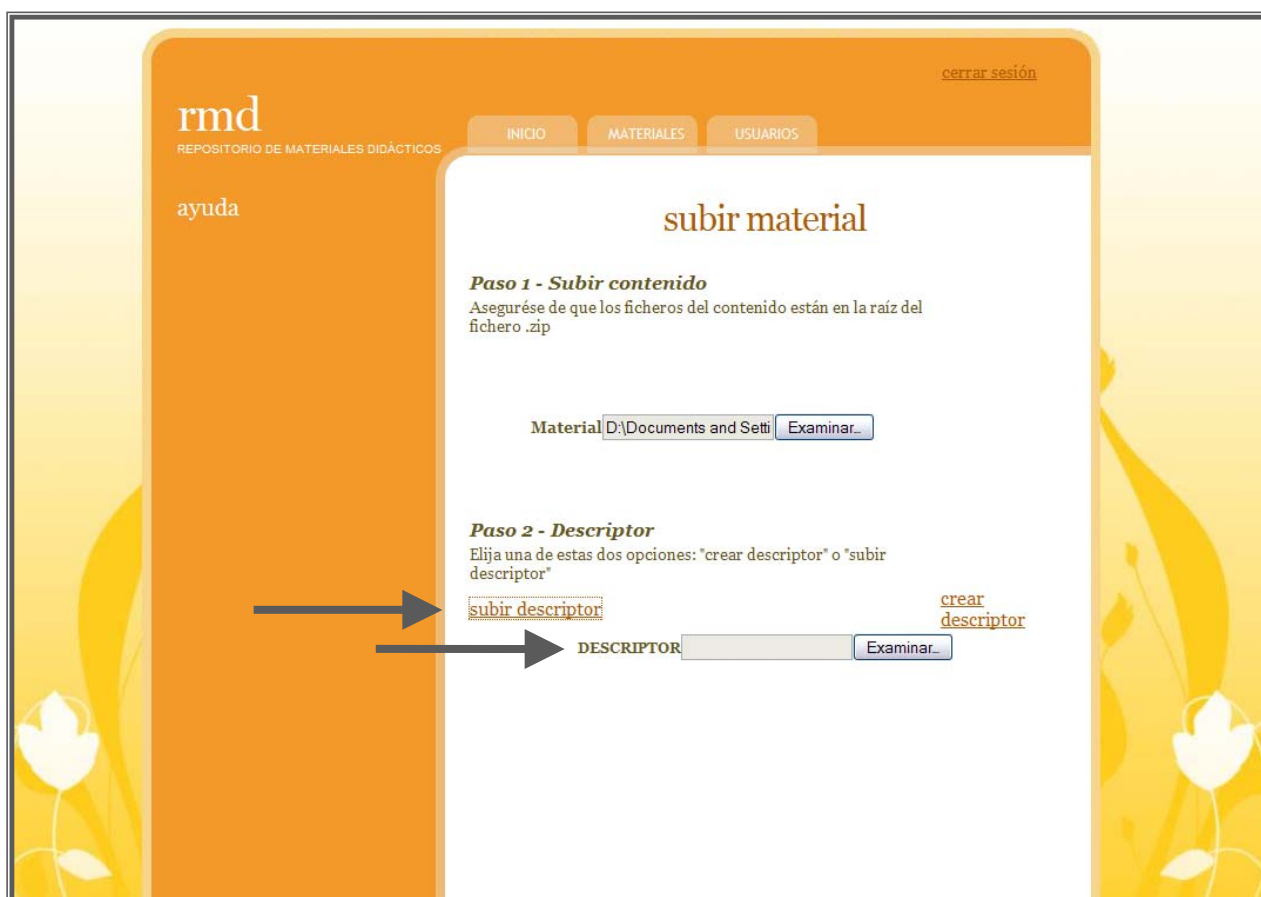 cerrar sesión
rmd
REPOSITORIO DE MATERIALES DIDÁCTICOS
INICIO MATERIALES USUARIOS
ayuda
subir material
Paso 1 - Subir contenido
Asegurése de que los ficheros del contenido están en la raíz del
fichero .zip
Material D:\Documents and Setti Examinar...
Paso 2 - Descriptor
Elija una de estas dos opciones: "crear descriptor" o "subir
descriptor"
subir descriptor
crear
descriptor
DESCRIPTOR Examinar...